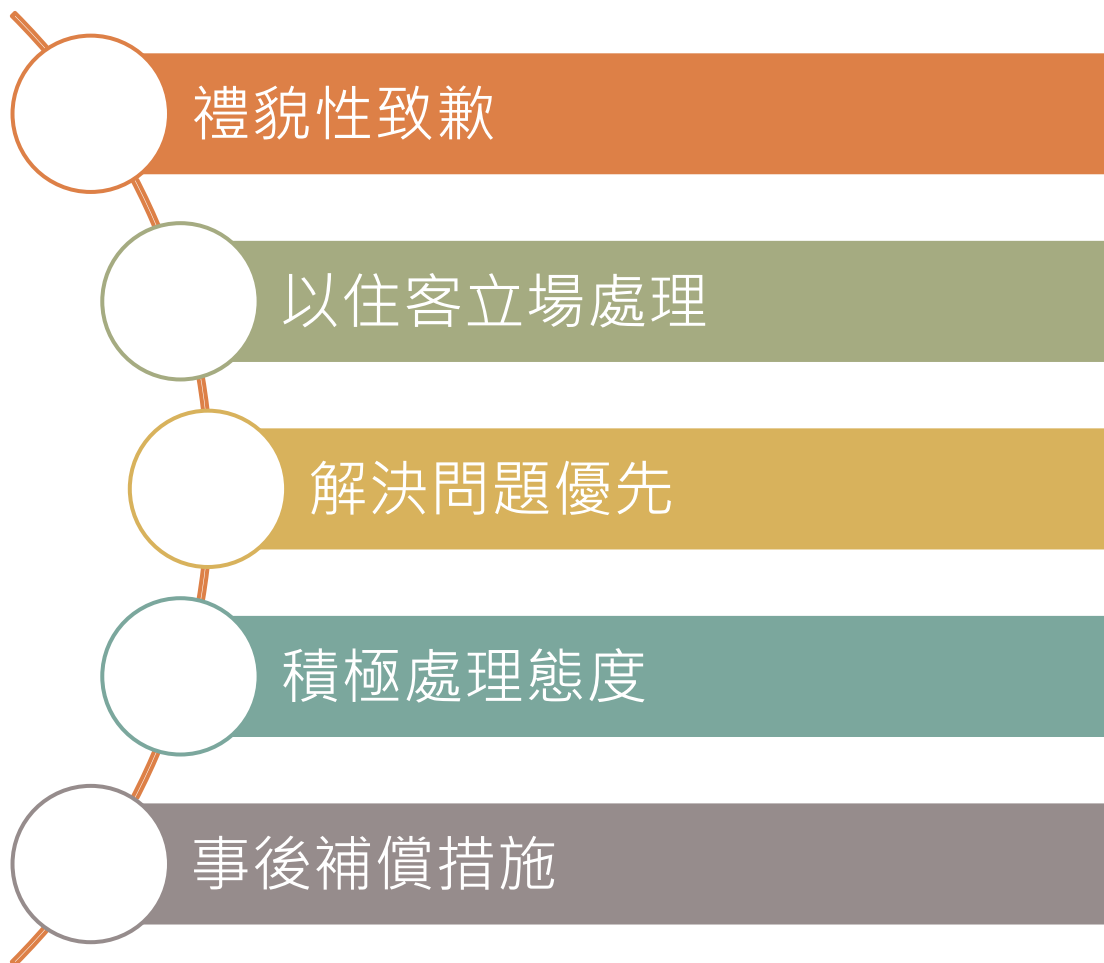 禮貌性致歉
以住客立場處理
解決問題優先
積極處理態度
事後補償措施